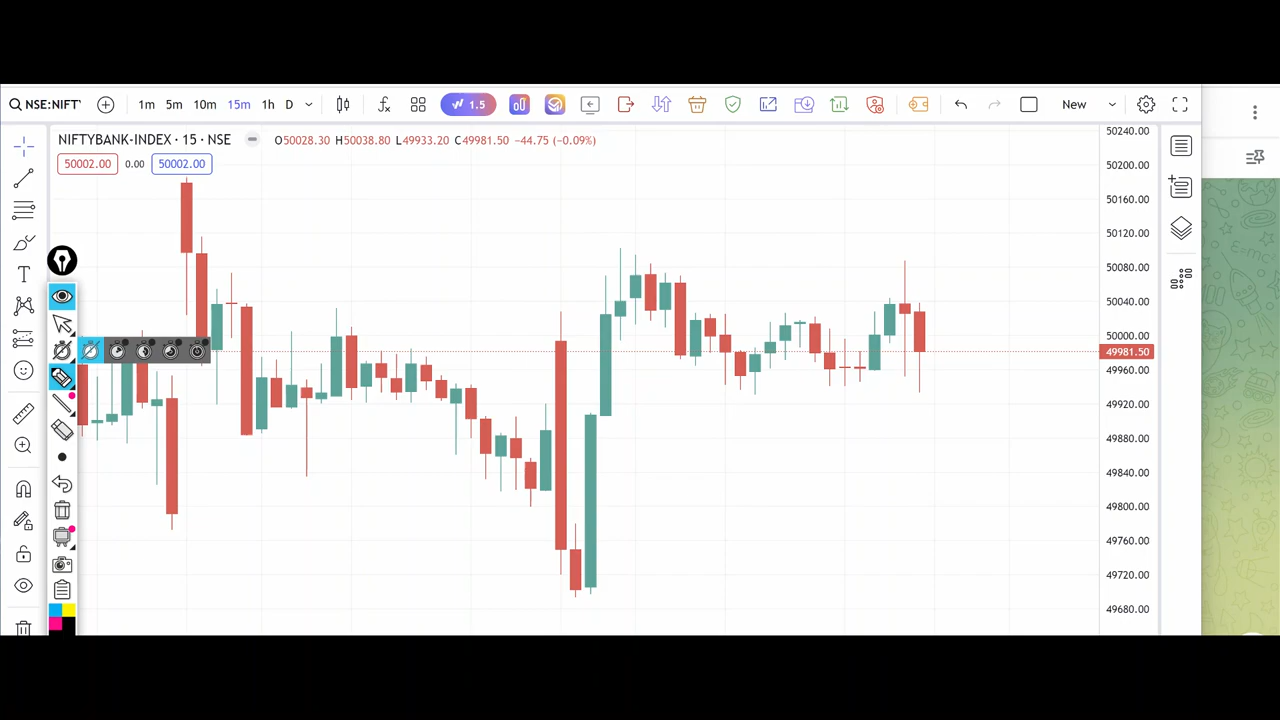 NSE:NIFT
1m 5m 10m 15m 1h D
1.5
New
NIFTYBANK-INDEX · 15 · NSE
O50028.30 H50038.80 L49933.20 C49981.50 −44.75 (−0.09%)
50002.00 0.00 50002.00
50240.00
50200.00
50160.00
50120.00
50080.00
50040.00
50000.00
49981.50
49960.00
49920.00
49880.00
49840.00
49800.00
49760.00
49720.00
49680.00